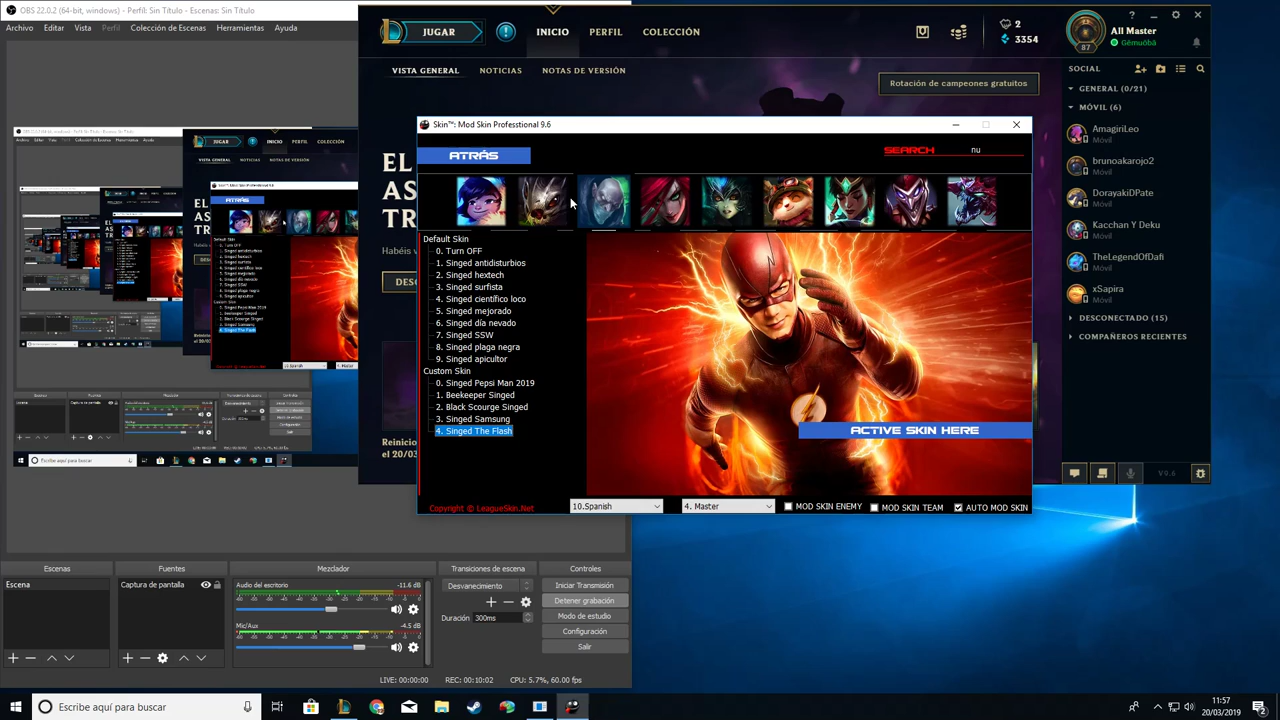 OBS 22.0.2 (64-bit, windows) - Perfil: Sin Título - Escenas: Sin Título
Archivo Editar Vista Perfil Colección de Escenas Herramientas Ayuda
JUGAR
INICIO
PERFIL
COLECCIÓN
2
3354
87
All Master
Gêmuôbâ
VISTA GENERAL
NOTICIAS
NOTAS DE VERSIÓN
Rotación de campeones gratuitos
SOCIAL
GENERAL (0/21)
MÓVIL (6)
AmagiriLeo
Móvil
brunoakarojo2
Móvil
DorayakiDPate
Móvil
Kacchan Y Deku
Móvil
TheLegendOfDafi
Móvil
xSapira
Móvil
DESCONECTADO (15)
COMPAÑEROS RECIENTES
EL
AS
TR
Habéis v
DESC
Reinicio
el 20/03
V9.6
Skin™: Mod Skin Professtional 9.6
ATRÁS
SEARCH nu
Default Skin
0. Turn OFF
1. Singed antidisturbios
2. Singed hextech
3. Singed surfista
4. Singed científico loco
5. Singed mejorado
6. Singed día nevado
7. Singed SSW
8. Singed plaga negra
9. Singed apicultor
Custom Skin
0. Singed Pepsi Man 2019
1. Beekeeper Singed
2. Black Scourge Singed
3. Singed Samsung
4. Singed The Flash
ACTIVE SKIN HERE
Copyright @ LeagueSkin.Net
10.Spanish
4. Master
MOD SKIN ENEMY
MOD SKIN TEAM
AUTO MOD SKIN
Escenas
Fuentes
Mezclador
Transiciones de escena
Controles
Escena
Captura de pantalla
Audio del escritorio
-11.6 dB
Mic/Aux
-4.5 dB
Desvanecimiento
Duración 300ms
Iniciar Transmisión
Detener grabación
Modo de estudio
Configuración
Salir
LIVE: 00:00:00
REC: 00:10:02
CPU: 5.7%, 60.00 fps
Escribe aquí para buscar
11:57
20/03/2019
2